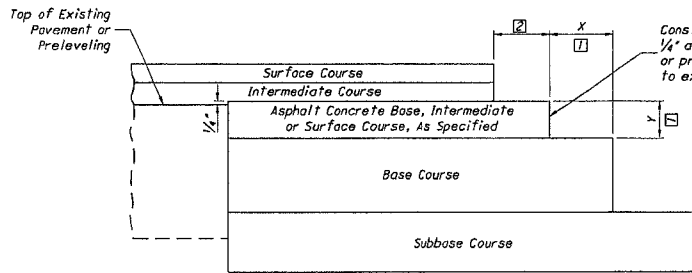 Top of Existing
Pavement or
Preleveling
2
X
1
Cons
1/4" a
or pr
to ex
Surface Course
Intermediate Course
1/4"
Asphalt Concrete Base, Intermediate
or Surface Course, As Specified
Y
1
Base Course
Subbase Course